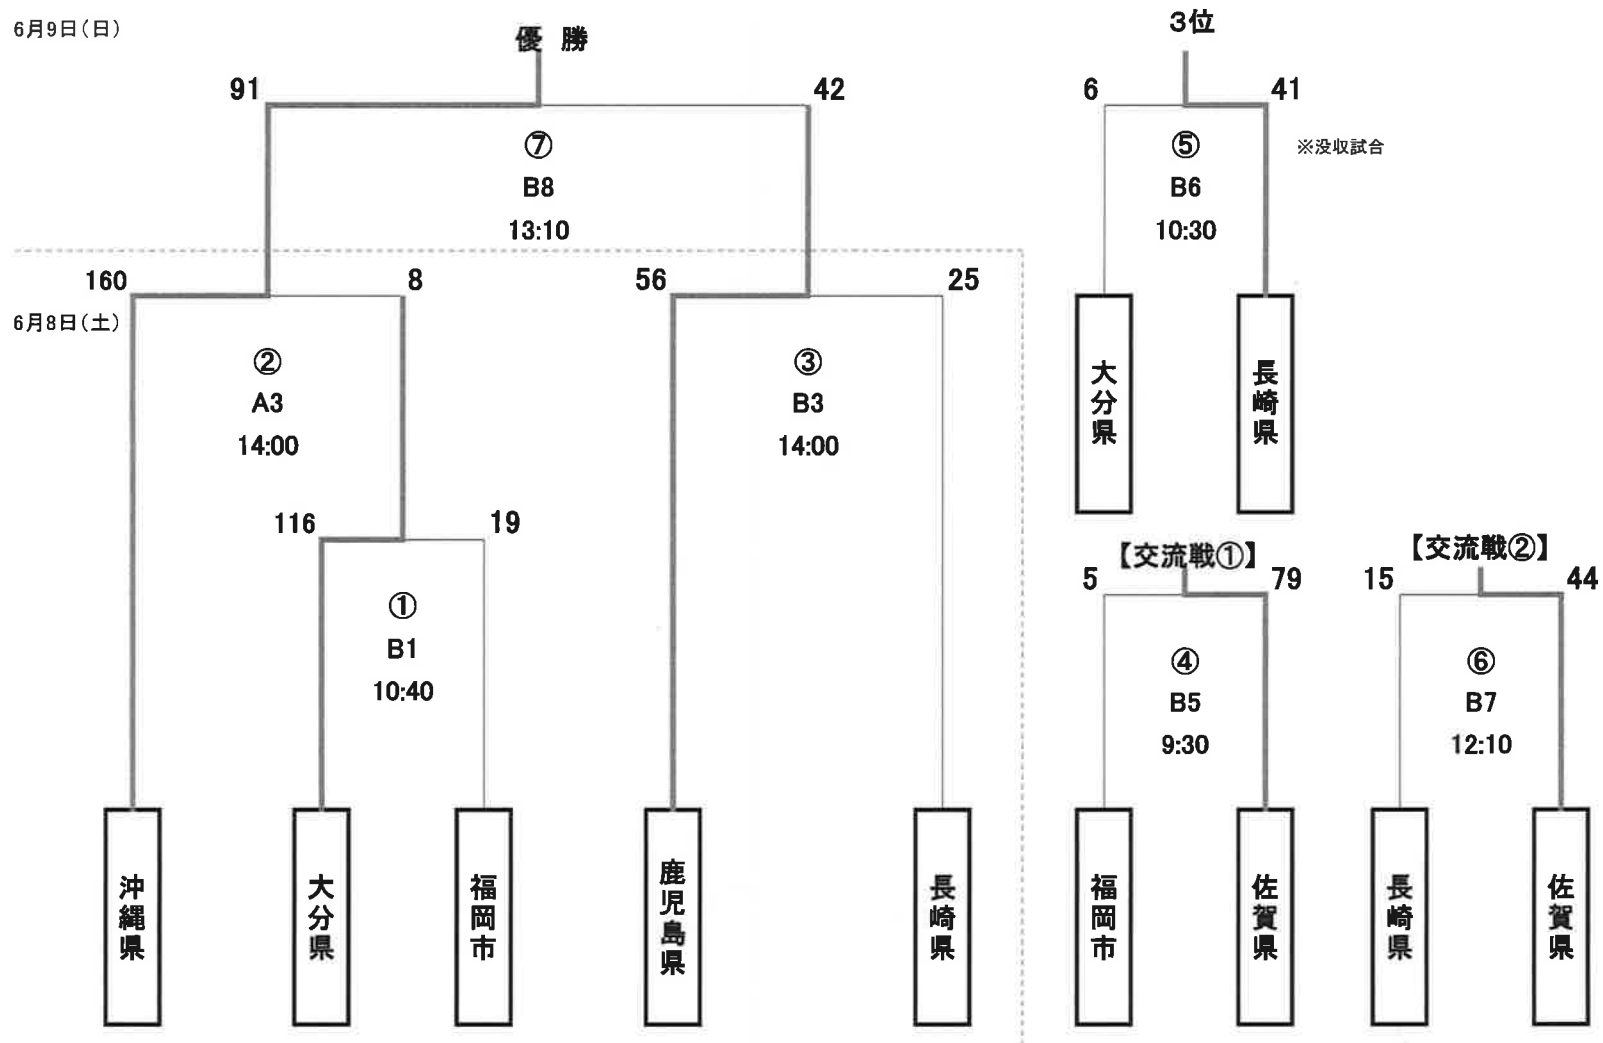 6月9日(日)
優 勝
3位
91
42
6
41
⑦
B8
13:10
⑤
B6
10:30
※没収試合
160
8
56
25
6月8日(土)
②
A3
14:00
③
B3
14:00
大分県
長崎県
116
19
①
B1
10:40
【交流戦①】
5
79
④
B5
9:30
【交流戦②】
15
44
⑥
B7
12:10
沖縄県
大分県
福岡市
鹿児島県
長崎県
福岡市
佐賀県
長崎県
佐賀県